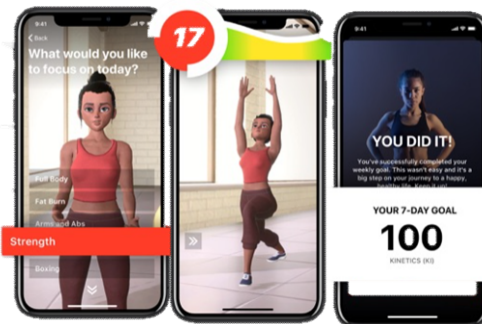 9:41
Back
What would you like
to focus on today?
Full Body
Fat Burn
Arms and Abs
Strength
Boxing
17
9:41
YOU DID IT!
You've successfully completed your
weekly goal. This wasn't easy and it's a
big step on your journey to a happy,
healthy life. Keep it up!
YOUR 7-DAY GOAL
100
KINETICS (KI)